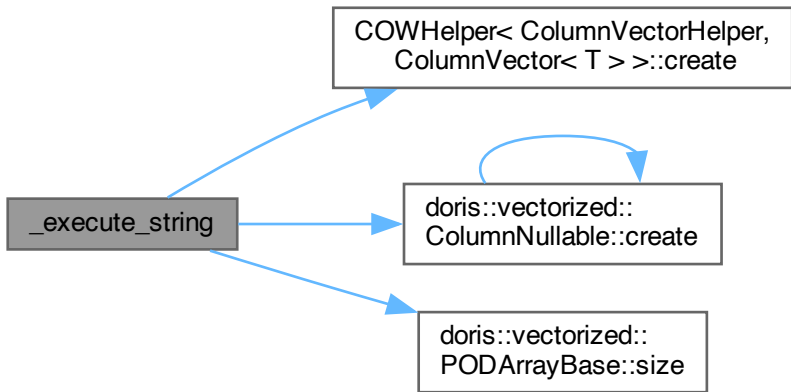 COWHelper< ColumnVectorHelper,
ColumnVector< T > >::create
_execute_string
doris::vectorized::
ColumnNullable::create
doris::vectorized::
PODArrayBase::size